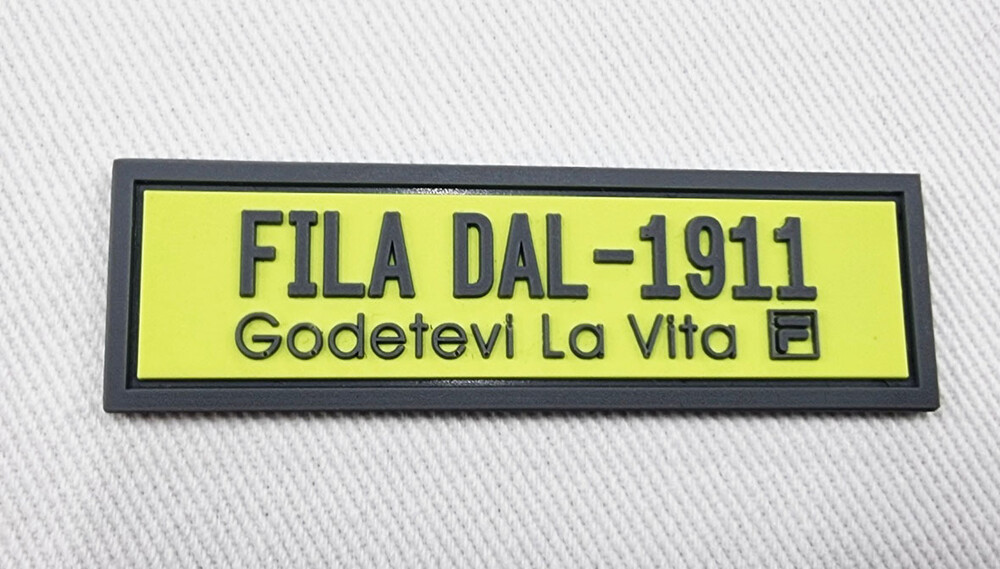 FILA DAL-1911
Godetevi La Vita F